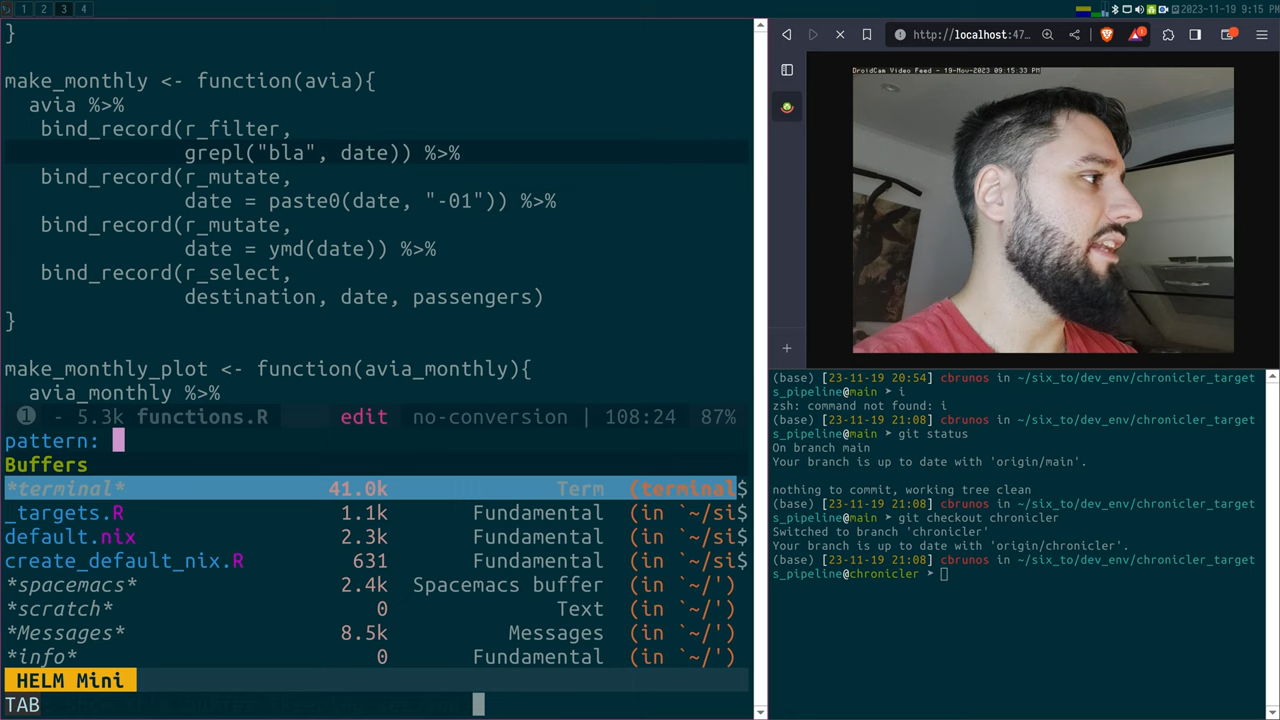 1 2 3 4
2023-11-19 9:15 PM
}
make_monthly <- function(avia){
avia %>%
bind_record(r_filter,
grepl("bla", date)) %>%
bind_record(r_mutate,
date = paste0(date, "-01")) %>%
bind_record(r_mutate,
date = ymd(date)) %>%
bind_record(r_select,
destination, date, passengers)
}
make_monthly_plot <- function(avia_monthly){
avia_monthly %>%
1 - 5.3k functions.R edit no-conversion | 108:24 87%
pattern:
Buffers
*terminal* 41.0k Term (terminal$
_targets.R 1.1k Fundamental (in `~/si$
default.nix 2.3k Fundamental (in `~/si$
create_default_nix.R 631 Fundamental (in `~/si$
*spacemacs* 2.4k Spacemacs buffer (in `~/')
*scratch* 0 Text (in `~/')
*Messages* 8.5k Messages (in `~/')
*info* 0 Fundamental (in `~/')
HELM Mini
TAB
http://localhost:47...
1
DroidCam Video Feed - 19-Nov-2023 09:15:33 PM
(base) [23-11-19 20:54] cbrunos in ~/six_to/dev_env/chronicler_target
s_pipeline@main ➤ i
zsh: command not found: i
(base) [23-11-19 21:08] cbrunos in ~/six_to/dev_env/chronicler_target
s_pipeline@main ➤ git status
On branch main
Your branch is up to date with 'origin/main'.
nothing to commit, working tree clean
(base) [23-11-19 21:08] cbrunos in ~/six_to/dev_env/chronicler_target
s_pipeline@main ➤ git checkout chronicler
Switched to branch 'chronicler'
Your branch is up to date with 'origin/chronicler'.
(base) [23-11-19 21:08] cbrunos in ~/six_to/dev_env/chronicler_target
s_pipeline@chronicler ➤